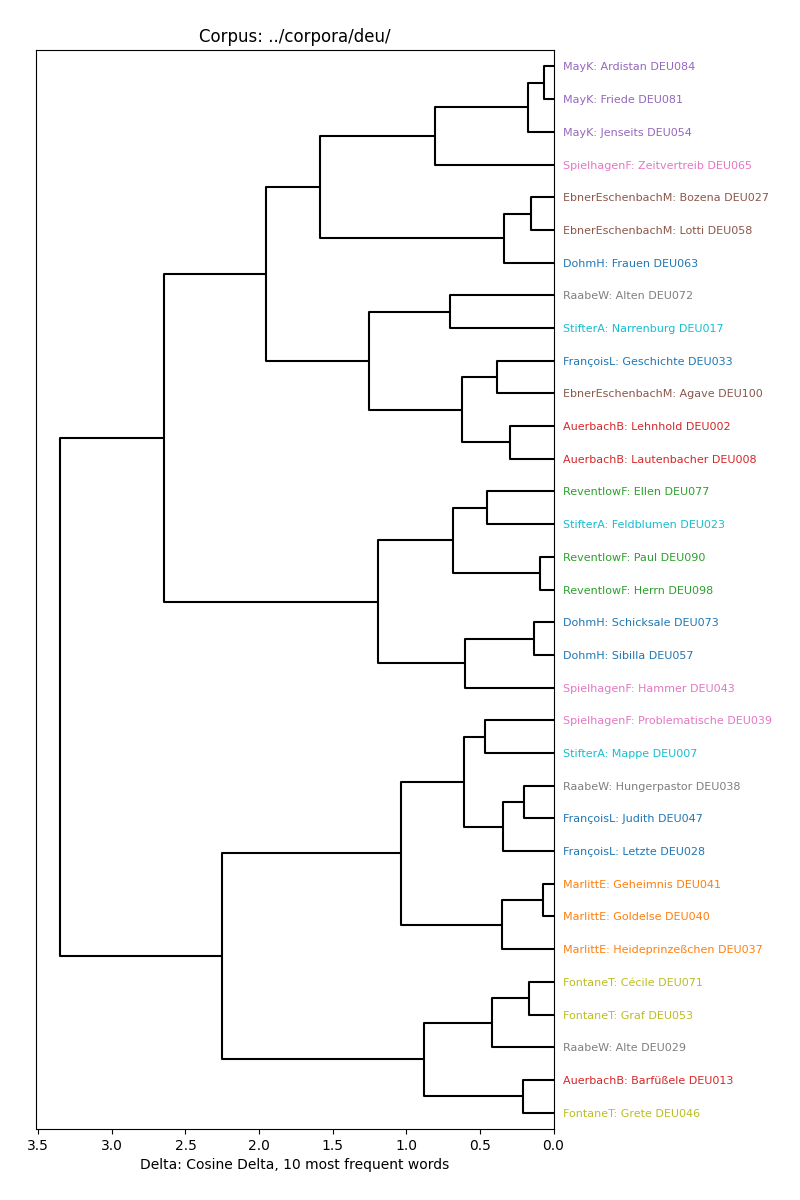 Corpus: ../corpora/deu/
MayK: Ardistan DEU084
MayK: Friede DEU081
MayK: Jenseits DEU054
SpielhagenF: Zeitvertreib DEU065
EbnerEschenbachM: Bozena DEU027
EbnerEschenbachM: Lotti DEU058
DohmH: Frauen DEU063
RaabeW: Alten DEU072
StifterA: Narrenburg DEU017
FrançoisL: Geschichte DEU033
EbnerEschenbachM: Agave DEU100
AuerbachB: Lehnhold DEU002
AuerbachB: Lautenbacher DEU008
ReventlowF: Ellen DEU077
StifterA: Feldblumen DEU023
ReventlowF: Paul DEU090
ReventlowF: Herrn DEU098
DohmH: Schicksale DEU073
DohmH: Sibilla DEU057
SpielhagenF: Hammer DEU043
SpielhagenF: Problematische DEU039
StifterA: Mappe DEU007
RaabeW: Hungerpastor DEU038
FrançoisL: Judith DEU047
FrançoisL: Letzte DEU028
MarlittE: Geheimnis DEU041
MarlittE: Goldelse DEU040
MarlittE: Heideprinzeßchen DEU037
FontaneT: Cécile DEU071
FontaneT: Graf DEU053
RaabeW: Alte DEU029
AuerbachB: Barfüßele DEU013
FontaneT: Grete DEU046
3.5 3.0 2.5 2.0 1.5 1.0 0.5 0.0
Delta: Cosine Delta, 10 most frequent words